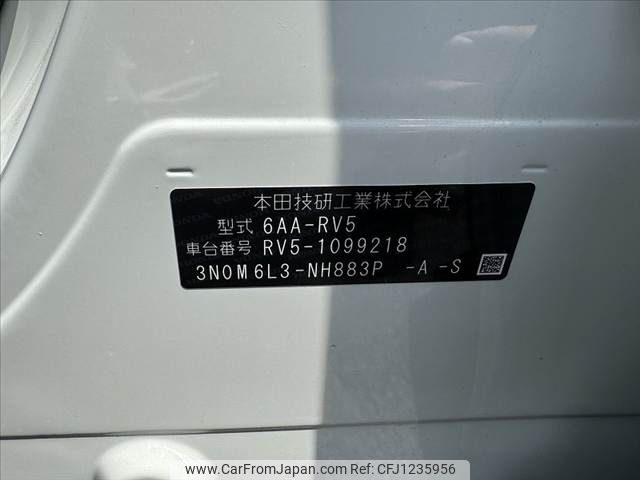 本田技研工業株式会社
型式 6AA-RV5
車台番号 RV5-1099218
3N0M6L3-NH883P -A -S
www.CarFromJapan.com - © CarFromJapan - CFJ1235956